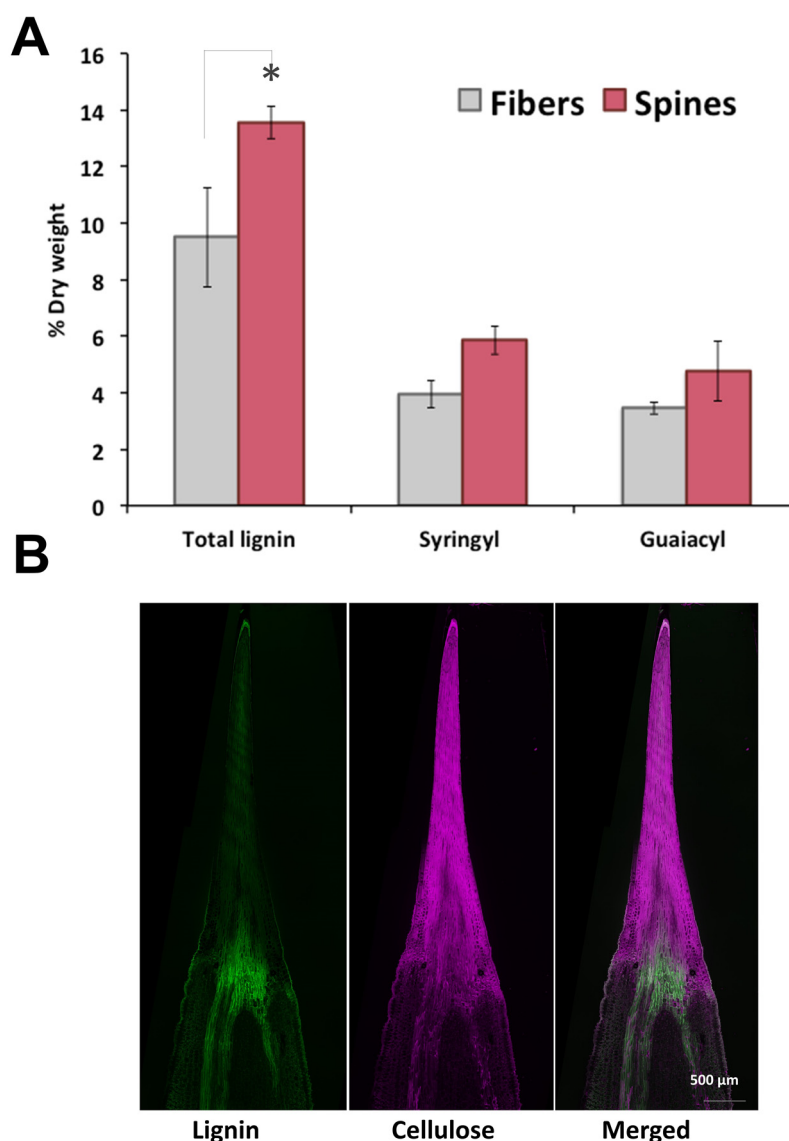 A
16
14
12
10
8
6
4
2
0
% Dry weight
*
Fibers Spines
Total lignin Syringyl Guaiacyl
B
500 µm
Lignin Cellulose Merged